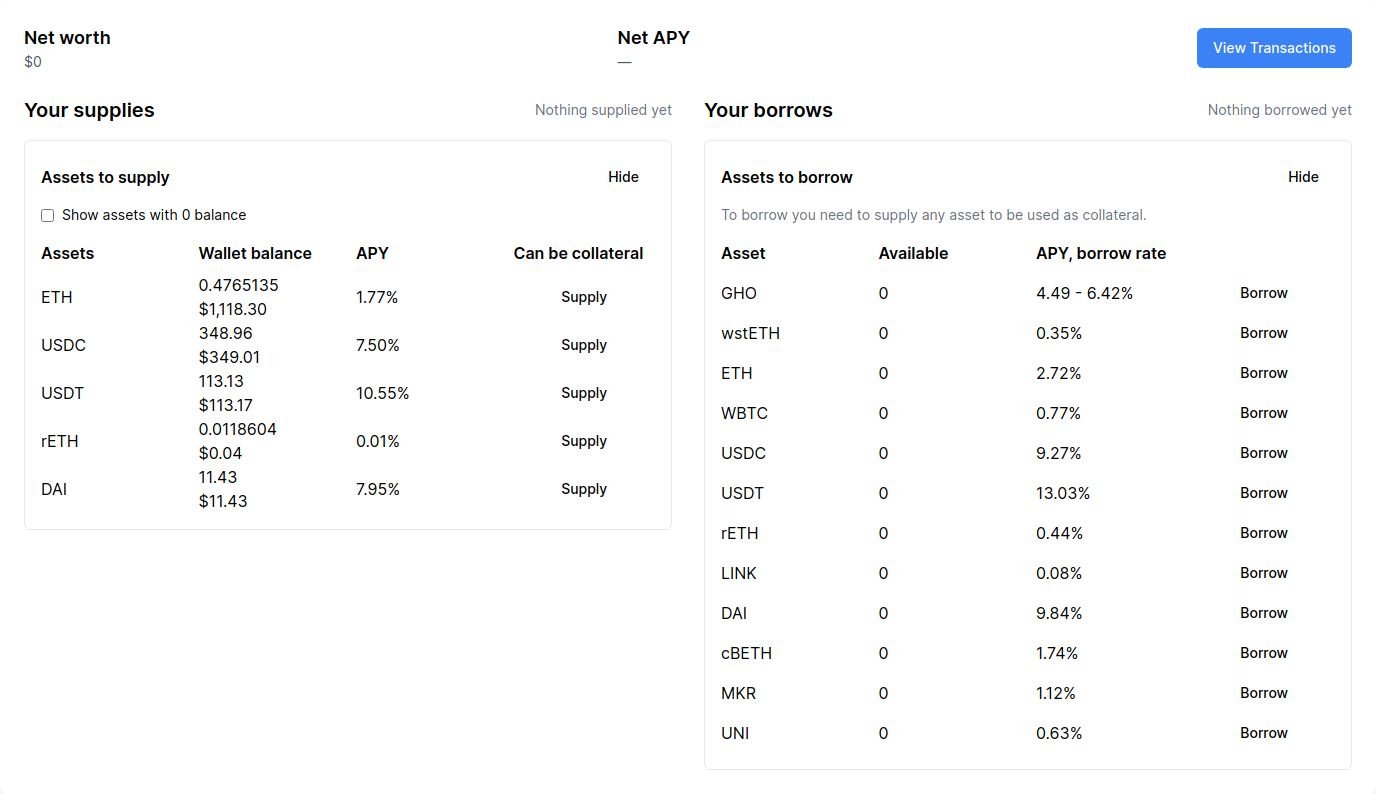 Net worth
$0
Net APY
—
View Transactions
Your supplies
Nothing supplied yet
Assets to supply
Hide
Show assets with 0 balance
Assets Wallet balance APY Can be collateral
ETH 0.4765135 $1,118.30 1.77% Supply
USDC 348.96 $349.01 7.50% Supply
USDT 113.13 $113.17 10.55% Supply
rETH 0.0118604 $0.04 0.01% Supply
DAI 11.43 $11.43 7.95% Supply
Your borrows
Nothing borrowed yet
Assets to borrow
Hide
To borrow you need to supply any asset to be used as collateral.
Asset Available APY, borrow rate
GHO 0 4.49 - 6.42% Borrow
wstETH 0 0.35% Borrow
ETH 0 2.72% Borrow
WBTC 0 0.77% Borrow
USDC 0 9.27% Borrow
USDT 0 13.03% Borrow
rETH 0 0.44% Borrow
LINK 0 0.08% Borrow
DAI 0 9.84% Borrow
cBETH 0 1.74% Borrow
MKR 0 1.12% Borrow
UNI 0 0.63% Borrow